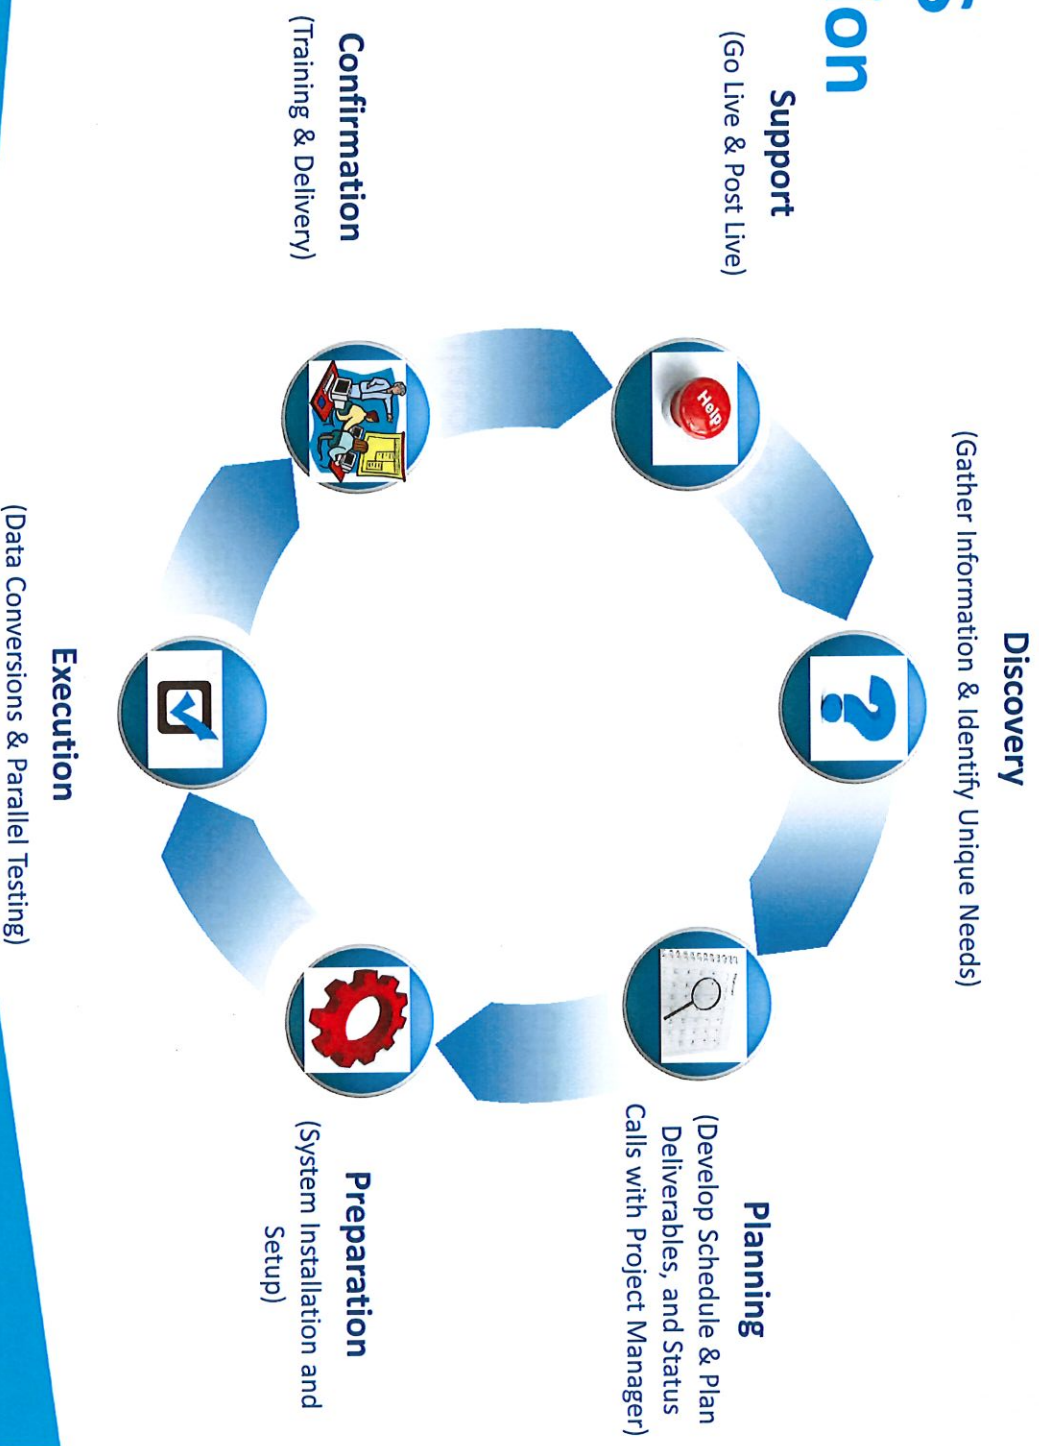 s
on
Discovery
(Gather Information & Identify Unique Needs)
Planning
(Develop Schedule & Plan
Deliverables, and Status
Calls with Project Manager)
Preparation
(System Installation and
Setup)
Execution
(Data Conversions & Parallel Testing)
Confirmation
(Training & Delivery)
Support
(Go Live & Post Live)
Help!